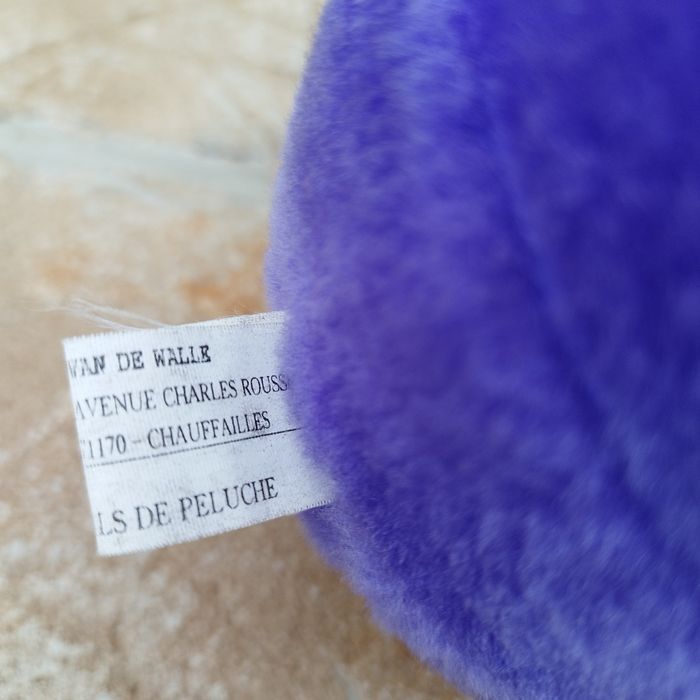 VAN DE WALLE
AVENUE CHARLES ROUSS
71170 - CHAUFFAILLES
LS DE PELUCHE